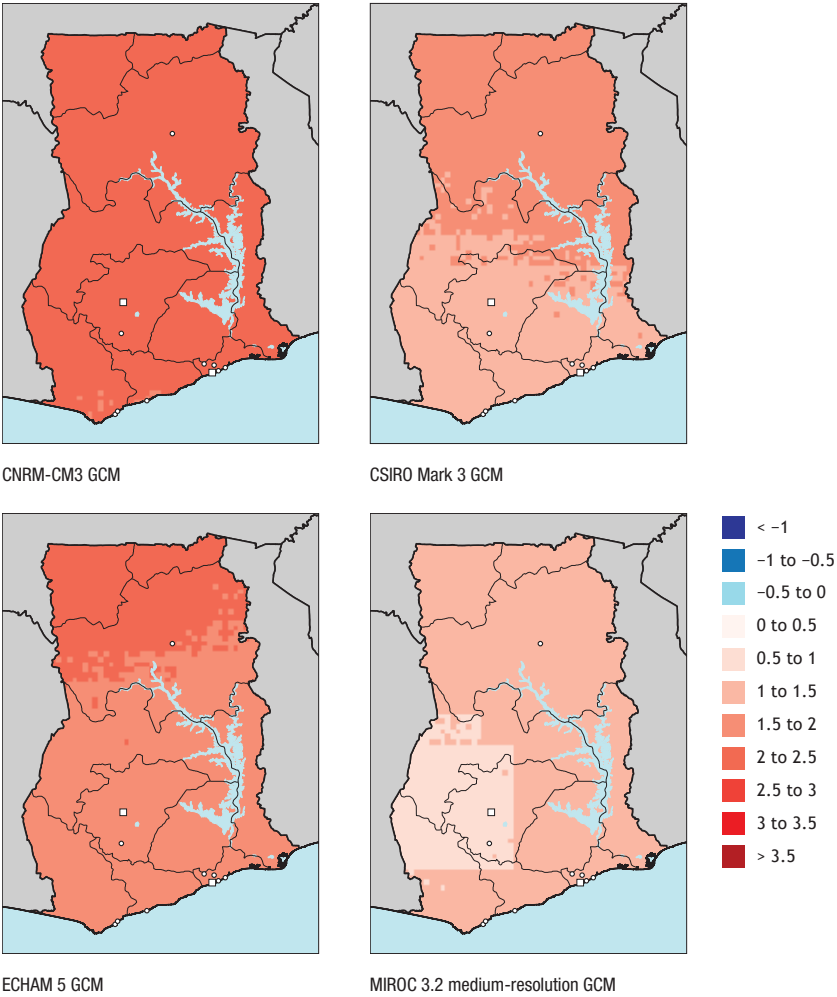 CNRM-CM3 GCM
CSIRO Mark 3 GCM
< –1
–1 to –0.5
–0.5 to 0
0 to 0.5
0.5 to 1
1 to 1.5
1.5 to 2
2 to 2.5
2.5 to 3
3 to 3.5
> 3.5
ECHAM 5 GCM
MIROC 3.2 medium-resolution GCM